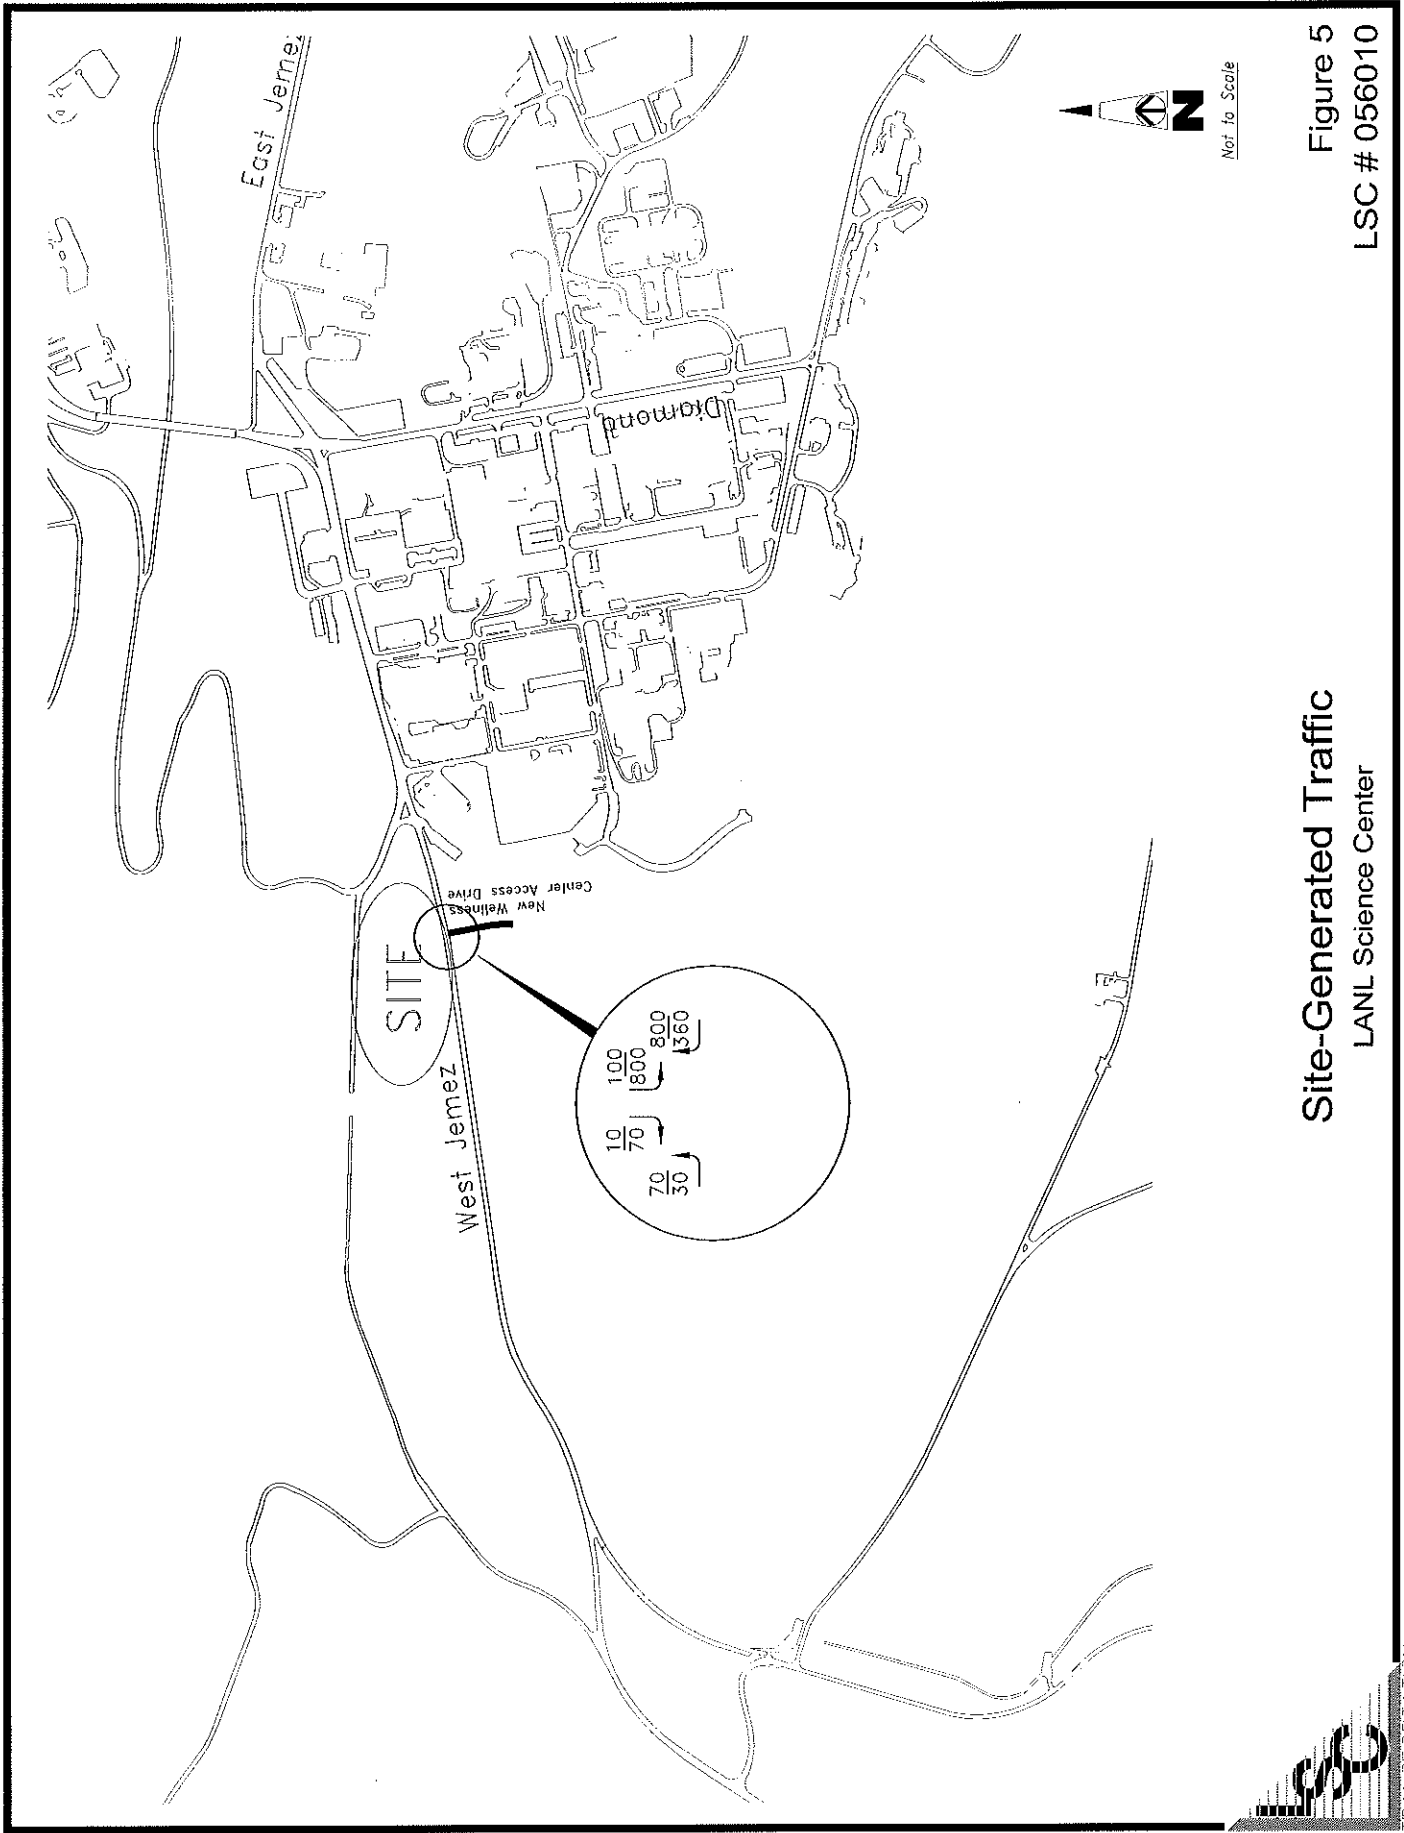 East Jemez
Diamond
New Wellness
Center Access Drive
SITE
West Jemez
10
70
100
800
70
30
800
360
N
Not to Scale
LSC
Site-Generated Traffic
LANL Science Center
Figure 5
LSC # 056010